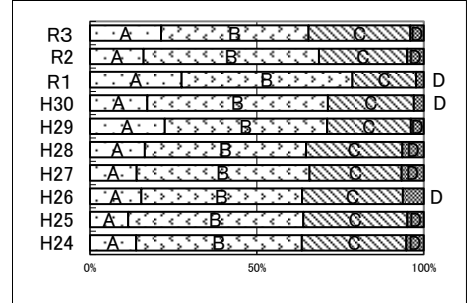 R3 A B C D
R2 A B C D
R1 A B C D
H30 A B C D
H29 A B C D
H28 A B C D
H27 A B C D
H26 A B C D
H25 A B C D
H24 A B C D
0% 50% 100%